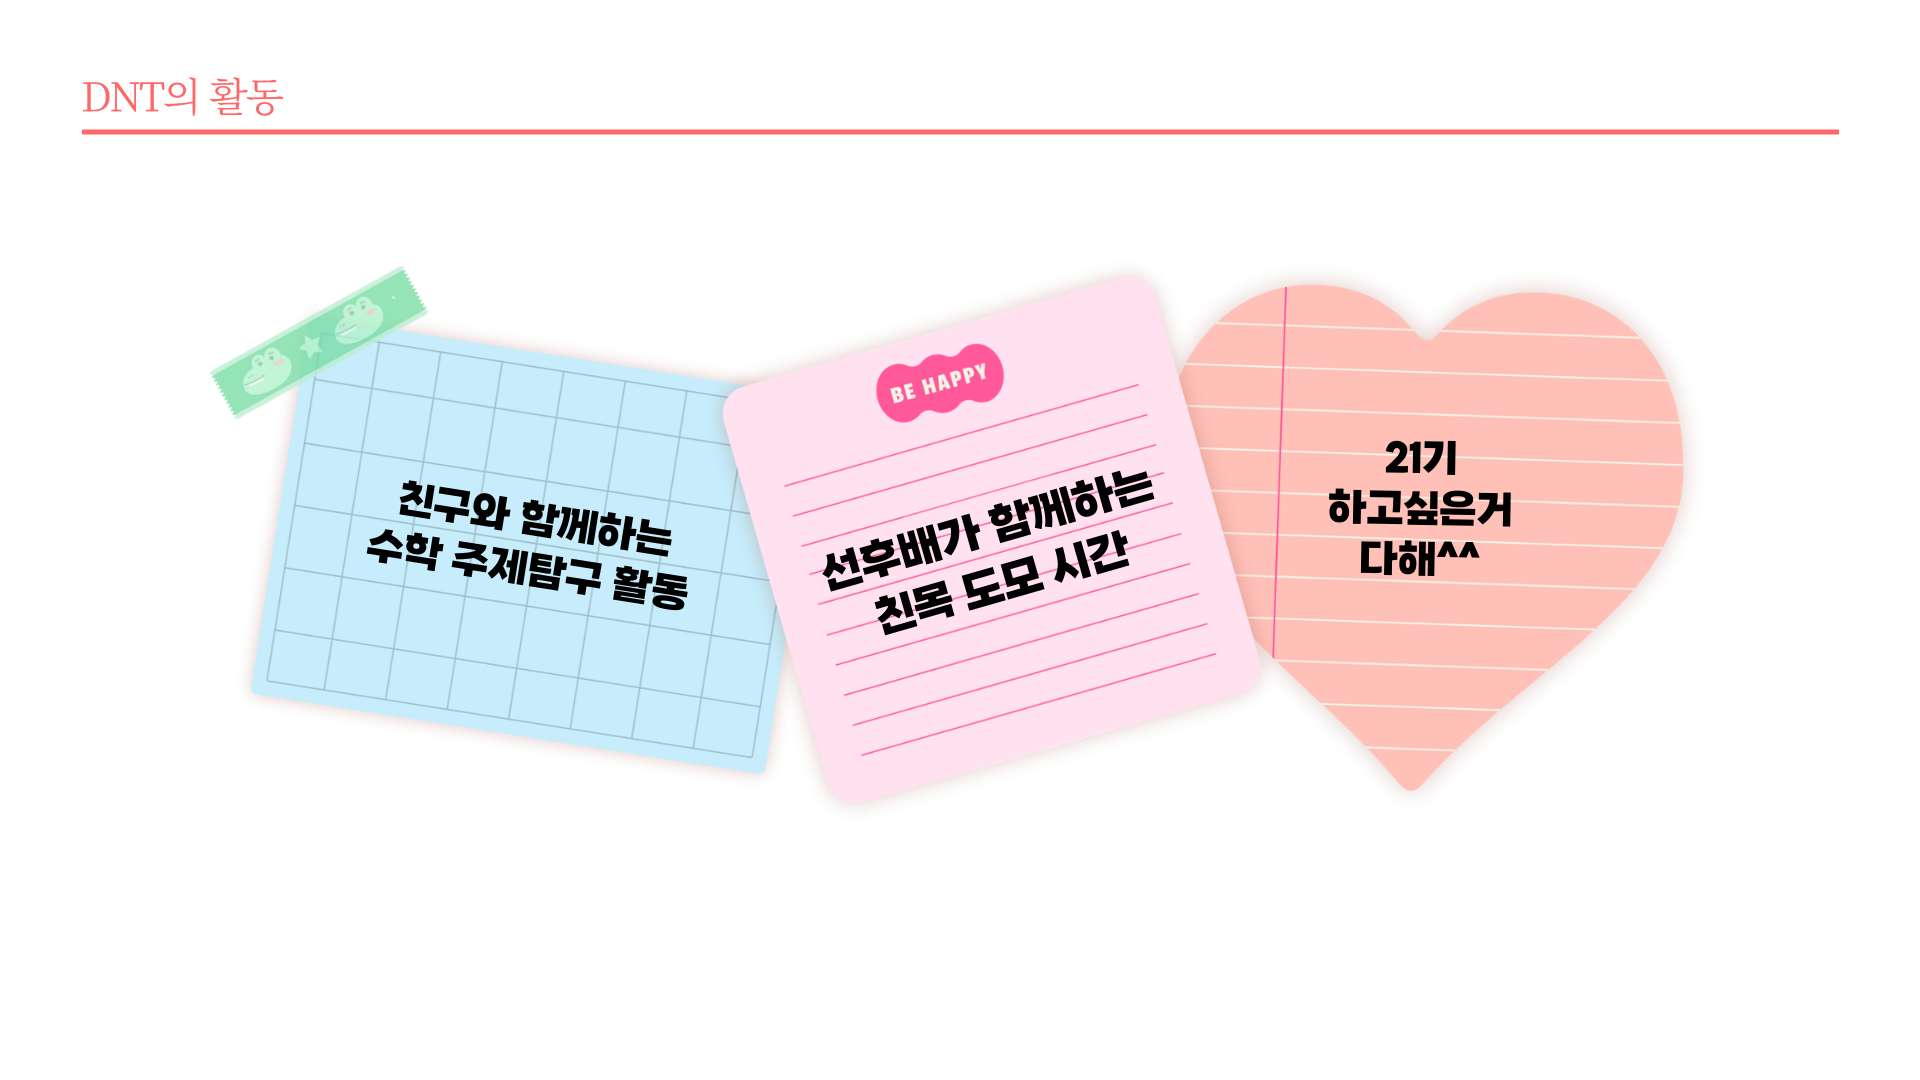 DNT의 활동
친구와 함께하는
수학 주제탐구 활동
BE HAPPY
선후배가 함께하는
친목 도모 시간
21기
하고싶은거
다해^^